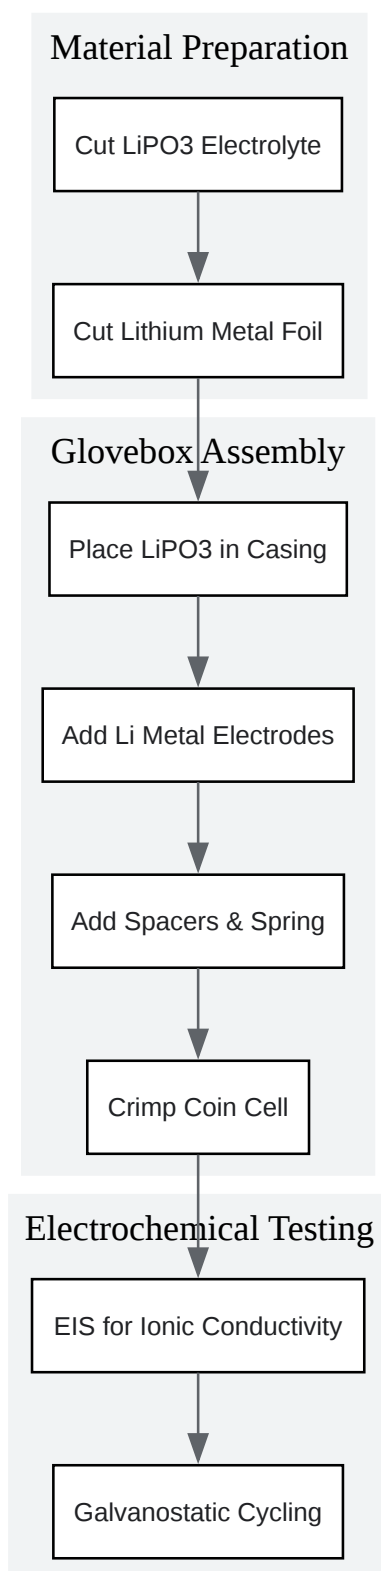 Material Preparation
Cut LiPO3 Electrolyte
Cut Lithium Metal Foil
Glovebox Assembly
Place LiPO3 in Casing
Add Li Metal Electrodes
Add Spacers & Spring
Crimp Coin Cell
Electrochemical Testing
EIS for Ionic Conductivity
Galvanostatic Cycling